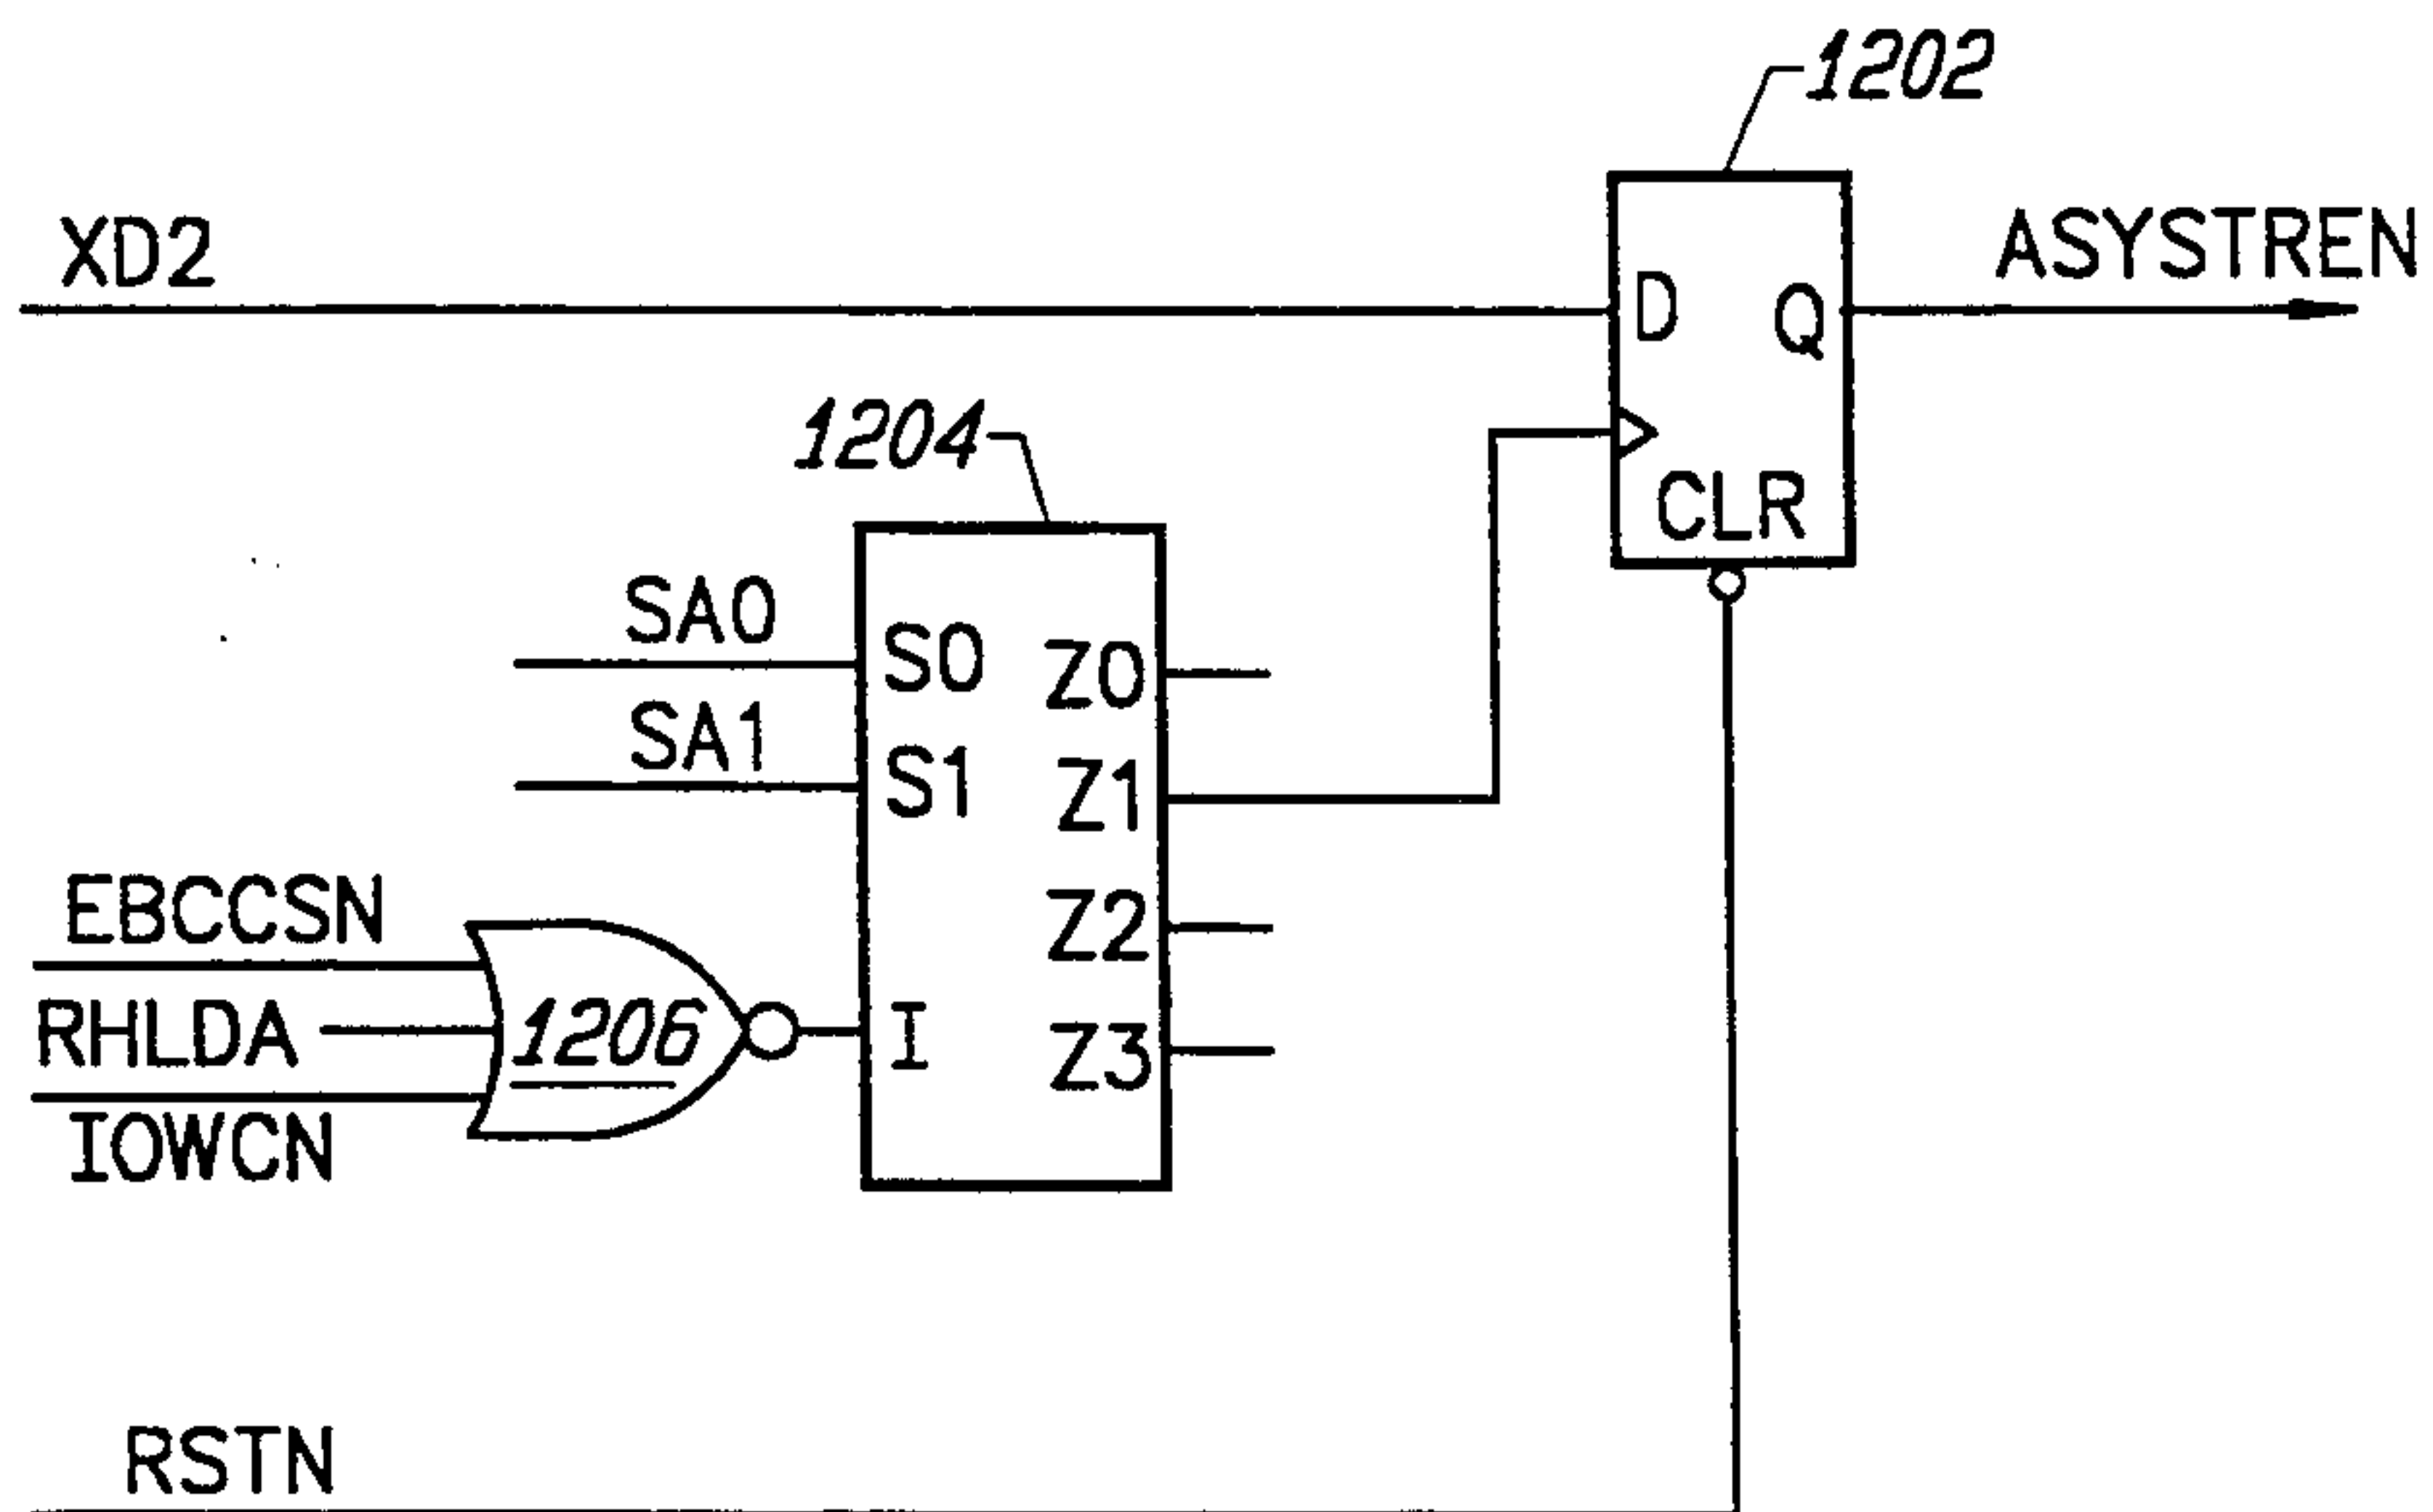 1202
XD2
ASYSTREN
D
Q
1204
CLR
SA0
S0
Z0
SA1
S1
Z1
EBCCSN
Z2
RHLDA
1206
I
Z3
IOWCN
RSTN